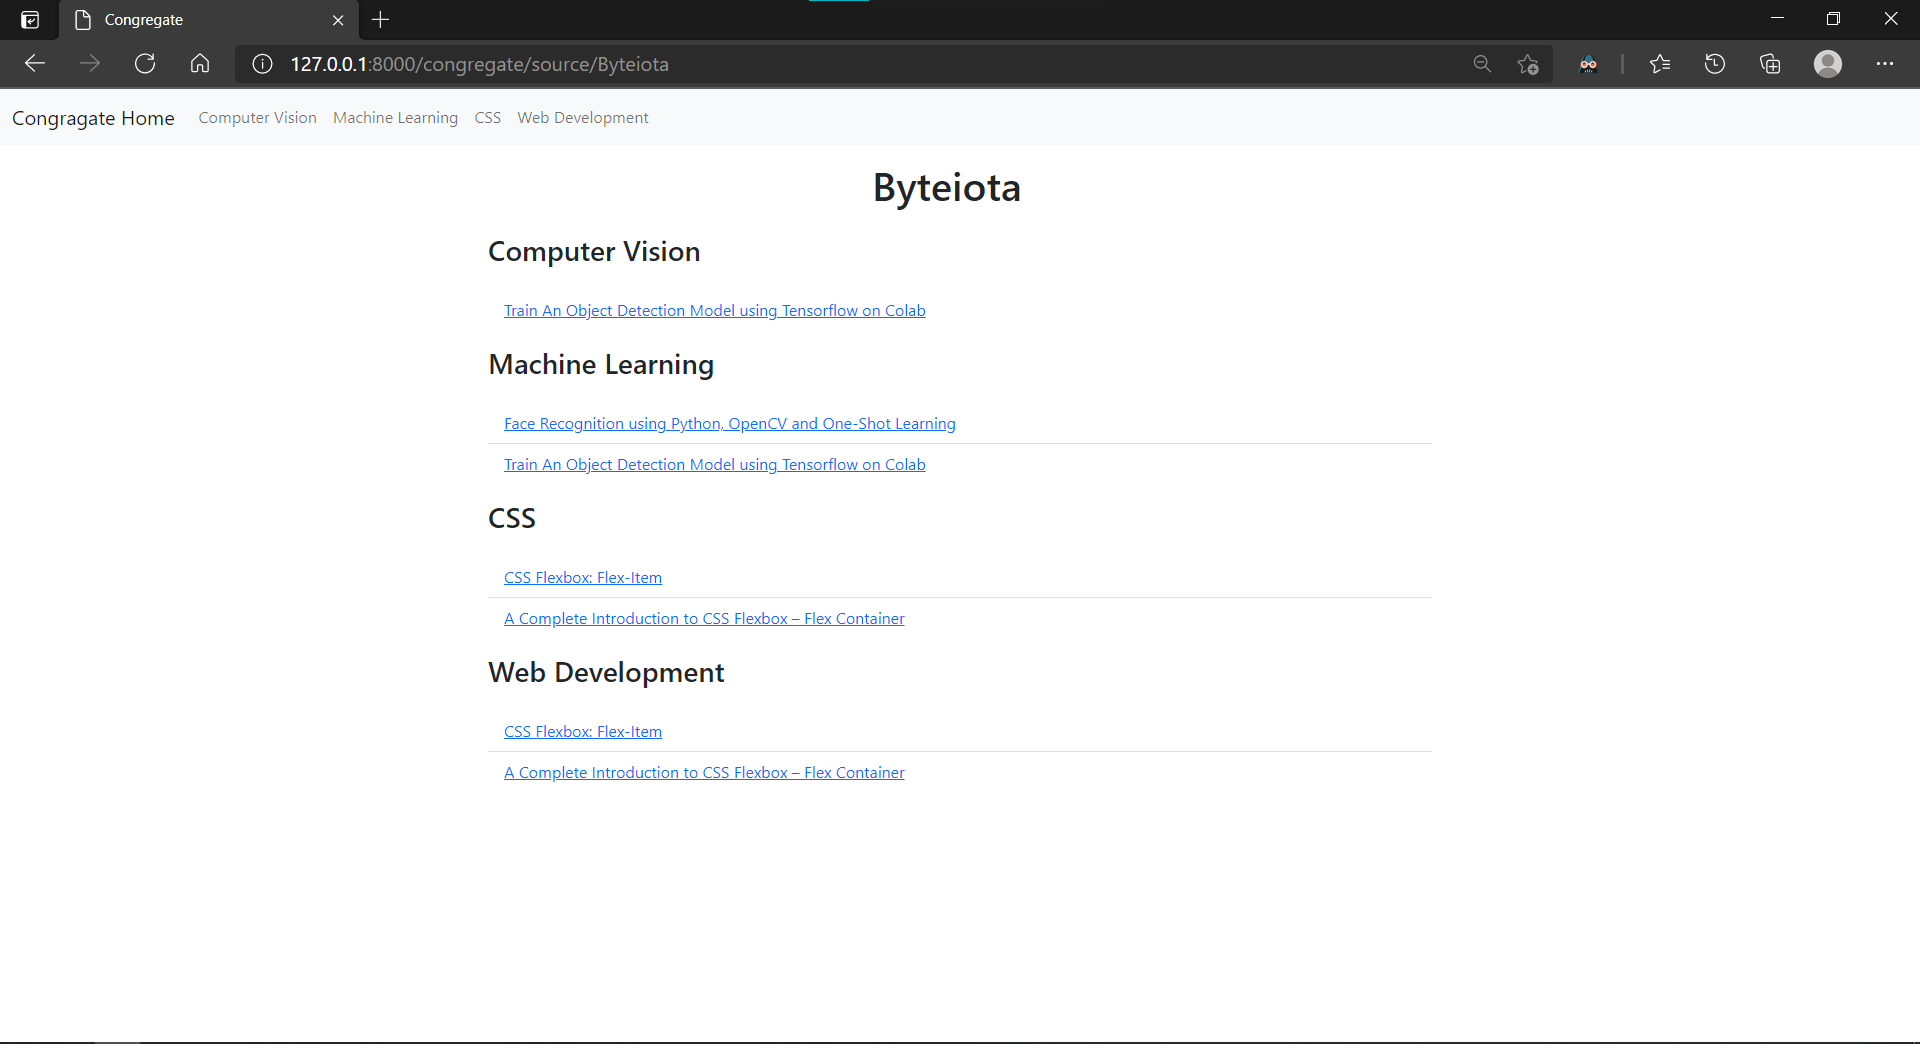 Congregate
127.0.0.1:8000/congregate/source/Byteiota
Congragate Home Computer Vision Machine Learning CSS Web Development
Byteiota
Computer Vision
Train An Object Detection Model using Tensorflow on Colab
Machine Learning
Face Recognition using Python, OpenCV and One-Shot Learning
Train An Object Detection Model using Tensorflow on Colab
CSS
CSS Flexbox: Flex-Item
A Complete Introduction to CSS Flexbox – Flex Container
Web Development
CSS Flexbox: Flex-Item
A Complete Introduction to CSS Flexbox – Flex Container